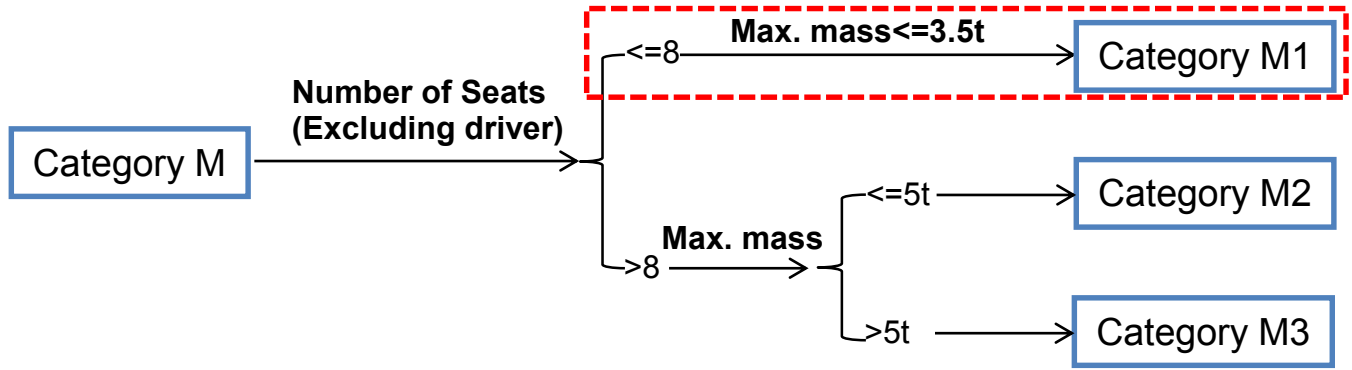 Category M
Number of Seats
(Excluding driver)
<=8
Max. mass<=3.5t
Category M1
>8
Max. mass
<=5t
Category M2
>5t
Category M3